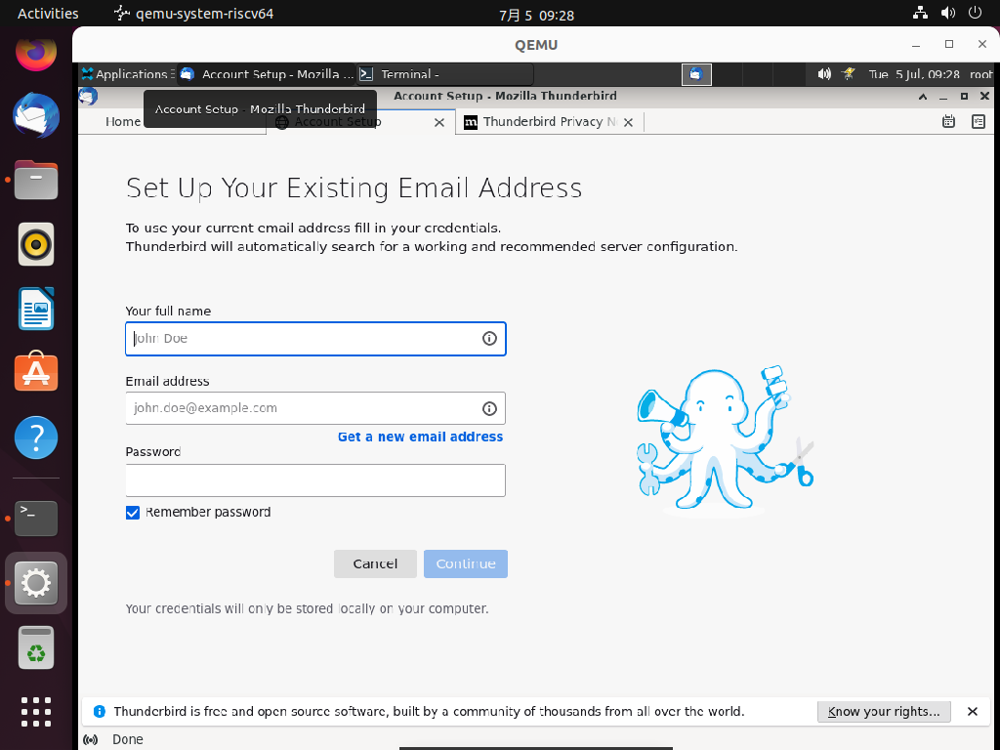 Activities
qemu-system-riscv64
7月 5 09:28
QEMU
Applications
Account Setup - Mozilla ...
Terminal -
Tue 5 Jul, 09:28
root
Account Setup - Mozilla Thunderbird
Account Setup - Mozilla Thunderbird
Home
Account Setup
Thunderbird Privacy N
Set Up Your Existing Email Address
To use your current email address fill in your credentials.
Thunderbird will automatically search for a working and recommended server configuration.
Your full name
John Doe
Email address
john.doe@example.com
Get a new email address
Password
Remember password
Cancel
Continue
Your credentials will only be stored locally on your computer.
Thunderbird is free and open source software, built by a community of thousands from all over the world.
Know your rights...
Done